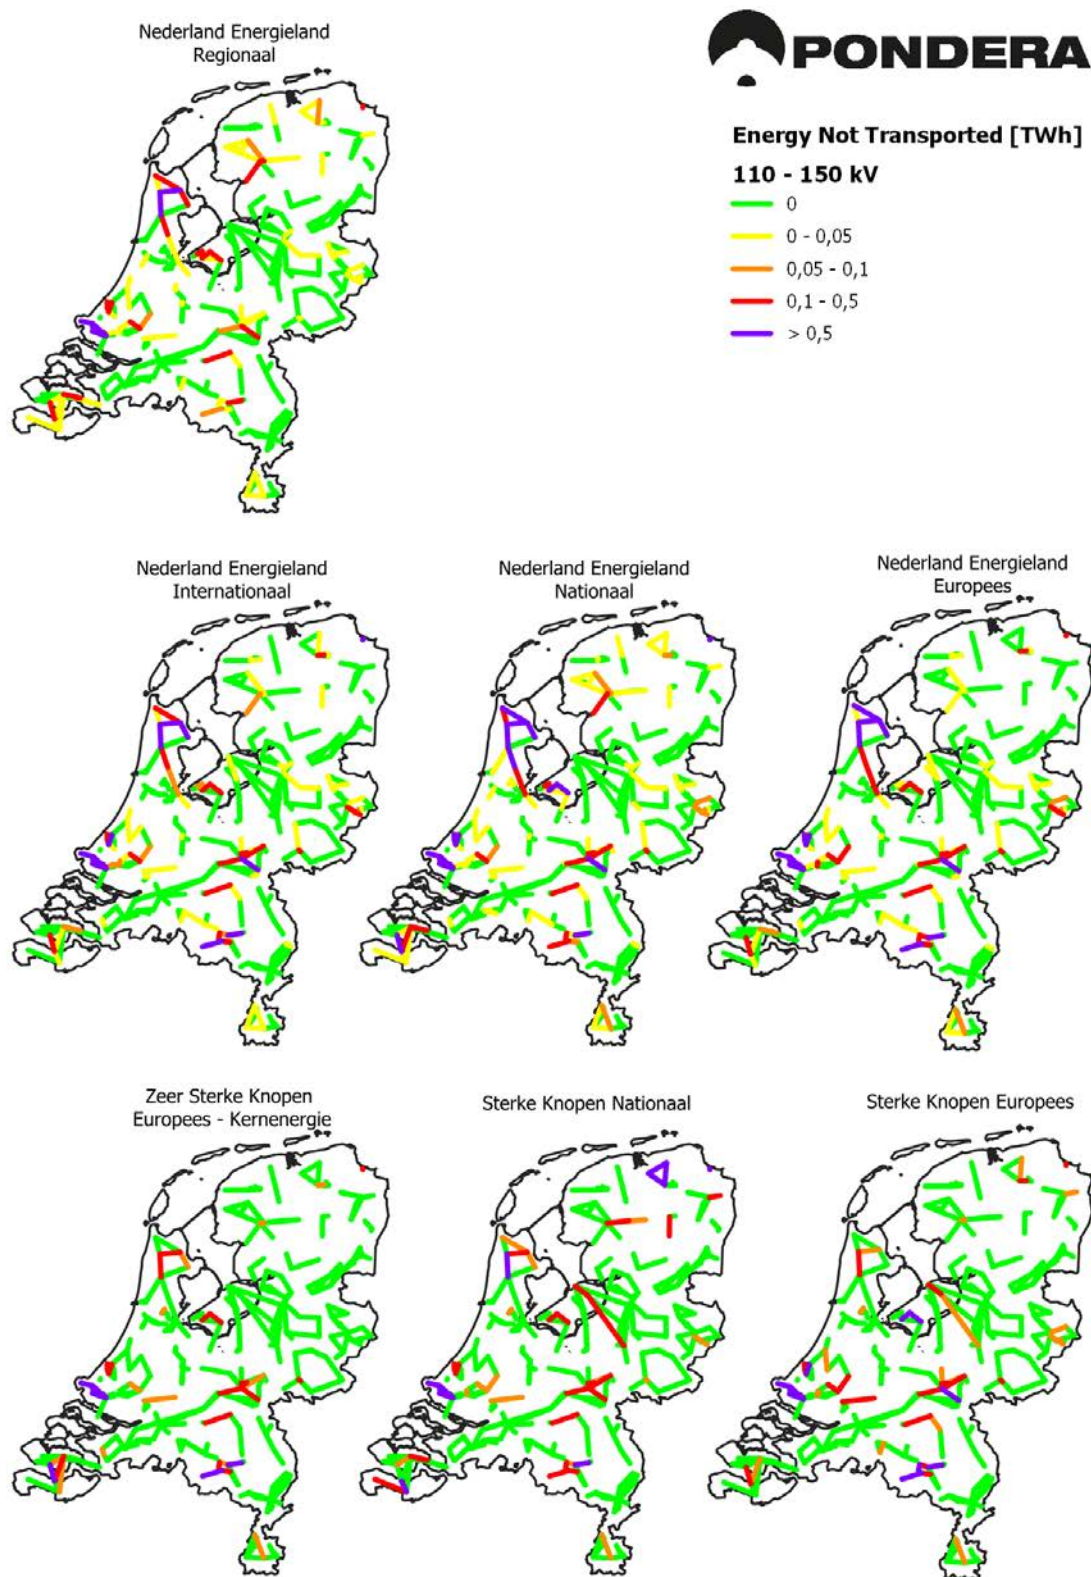 Nederland Energieland
Regionaal
PONDERA
Energy Not Transported [TWh]
110 - 150 kV
0
0 - 0,05
0,05 - 0,1
0,1 - 0,5
> 0,5
Nederland Energieland
Internationaal
Nederland Energieland
Nationaal
Nederland Energieland
Europees
Zeer Sterke Knopen
Europees - Kernenergie
Sterke Knopen Nationaal
Sterke Knopen Europees